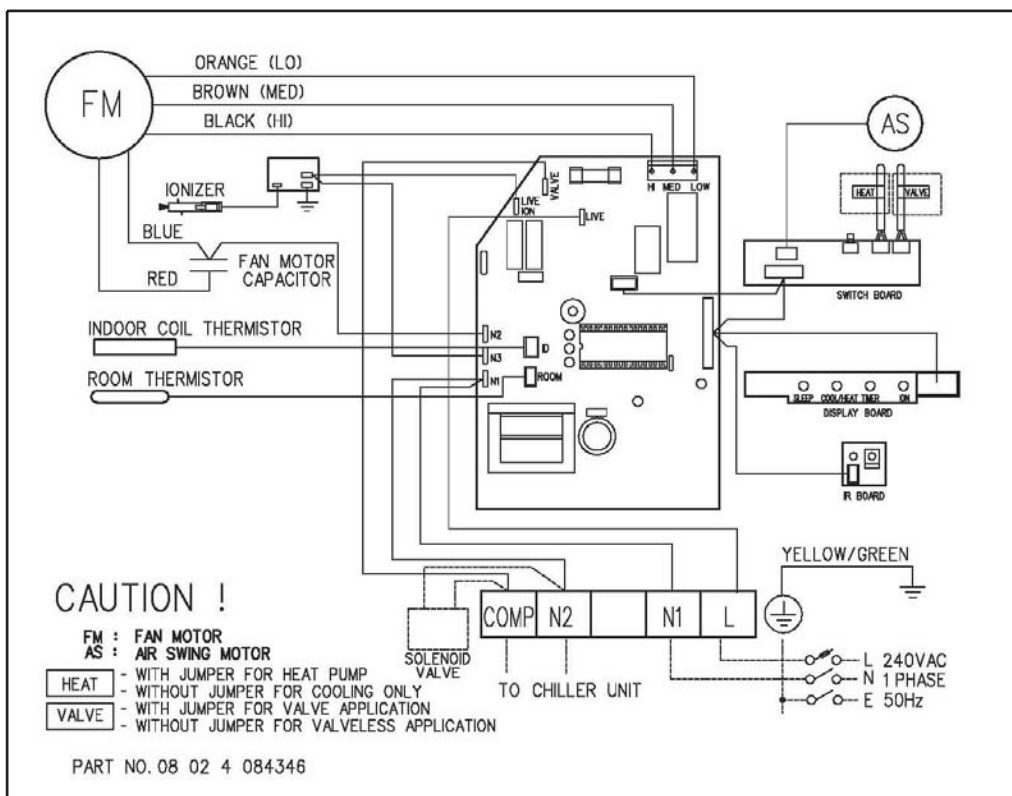 ORANGE (LO)
BROWN (MED)
BLACK (HI)
FM
AS
IONIZER
VALVE
LIVE
ION
LIVE
HI MED LOW
HEAT
VALVE
SWITCH BOARD
BLUE
RED
FAN MOTOR
CAPACITOR
INDOOR COIL THERMISTOR
ROOM THERMISTOR
N2
N3
N1
ID
ROOM
SLEEP COOL/HEAT TIMER ION
DISPLAY BOARD
IR BOARD
YELLOW/GREEN
COMP N2 N1 L
SOLENOID
VALVE
TO CHILLER UNIT
L 240VAC
N 1 PHASE
E 50Hz
CAUTION !
FM : FAN MOTOR
AS : AIR SWING MOTOR
HEAT - WITH JUMPER FOR HEAT PUMP
- WITHOUT JUMPER FOR COOLING ONLY
VALVE - WITH JUMPER FOR VALVE APPLICATION
- WITHOUT JUMPER FOR VALVELESS APPLICATION
PART NO. 08 02 4 084346